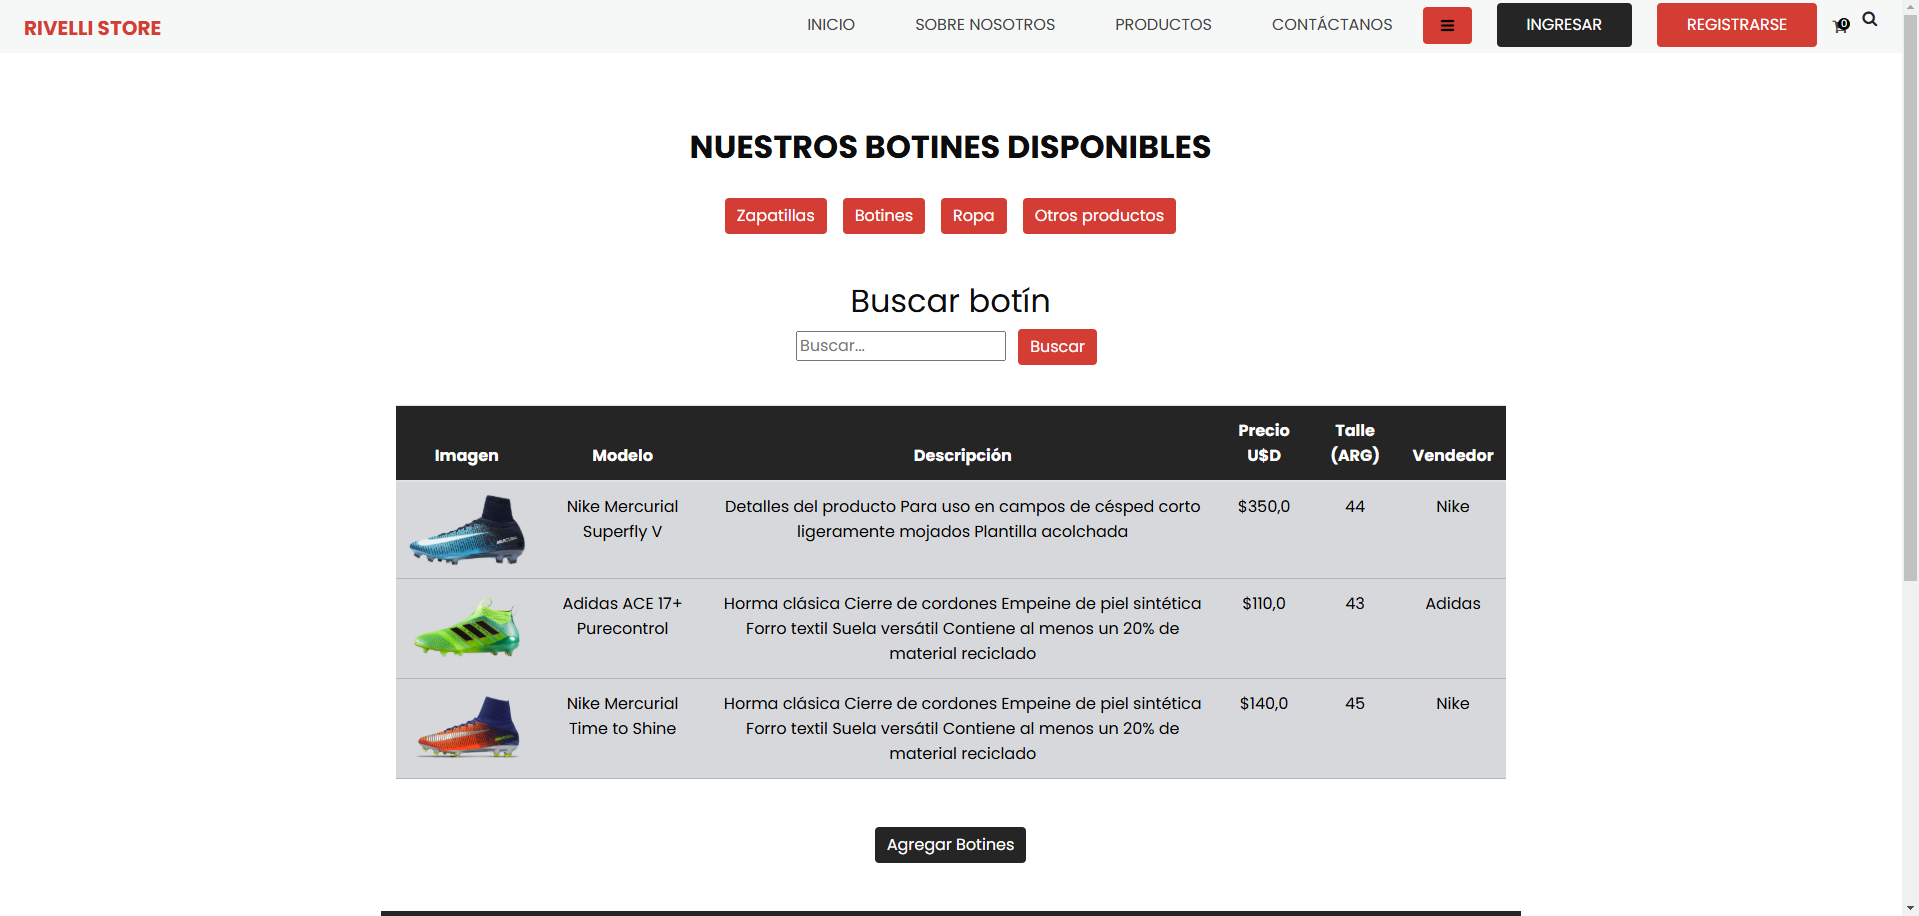 RIVELLI STORE
INICIO
SOBRE NOSOTROS
PRODUCTOS
CONTÁCTANOS
INGRESAR
REGISTRARSE
0
NUESTROS BOTINES DISPONIBLES
Zapatillas
Botines
Ropa
Otros productos
Buscar botín
Buscar...
Buscar
Imagen
Modelo
Descripción
Precio
U$D
Talle
(ARG)
Vendedor
Nike Mercurial
Superfly V
Detalles del producto Para uso en campos de césped corto
ligeramente mojados Plantilla acolchada
$350,0
44
Nike
Adidas ACE 17+
Purecontrol
Horma clásica Cierre de cordones Empeine de piel sintética
Forro textil Suela versátil Contiene al menos un 20% de
material reciclado
$110,0
43
Adidas
Nike Mercurial
Time to Shine
Horma clásica Cierre de cordones Empeine de piel sintética
Forro textil Suela versátil Contiene al menos un 20% de
material reciclado
$140,0
45
Nike
Agregar Botines